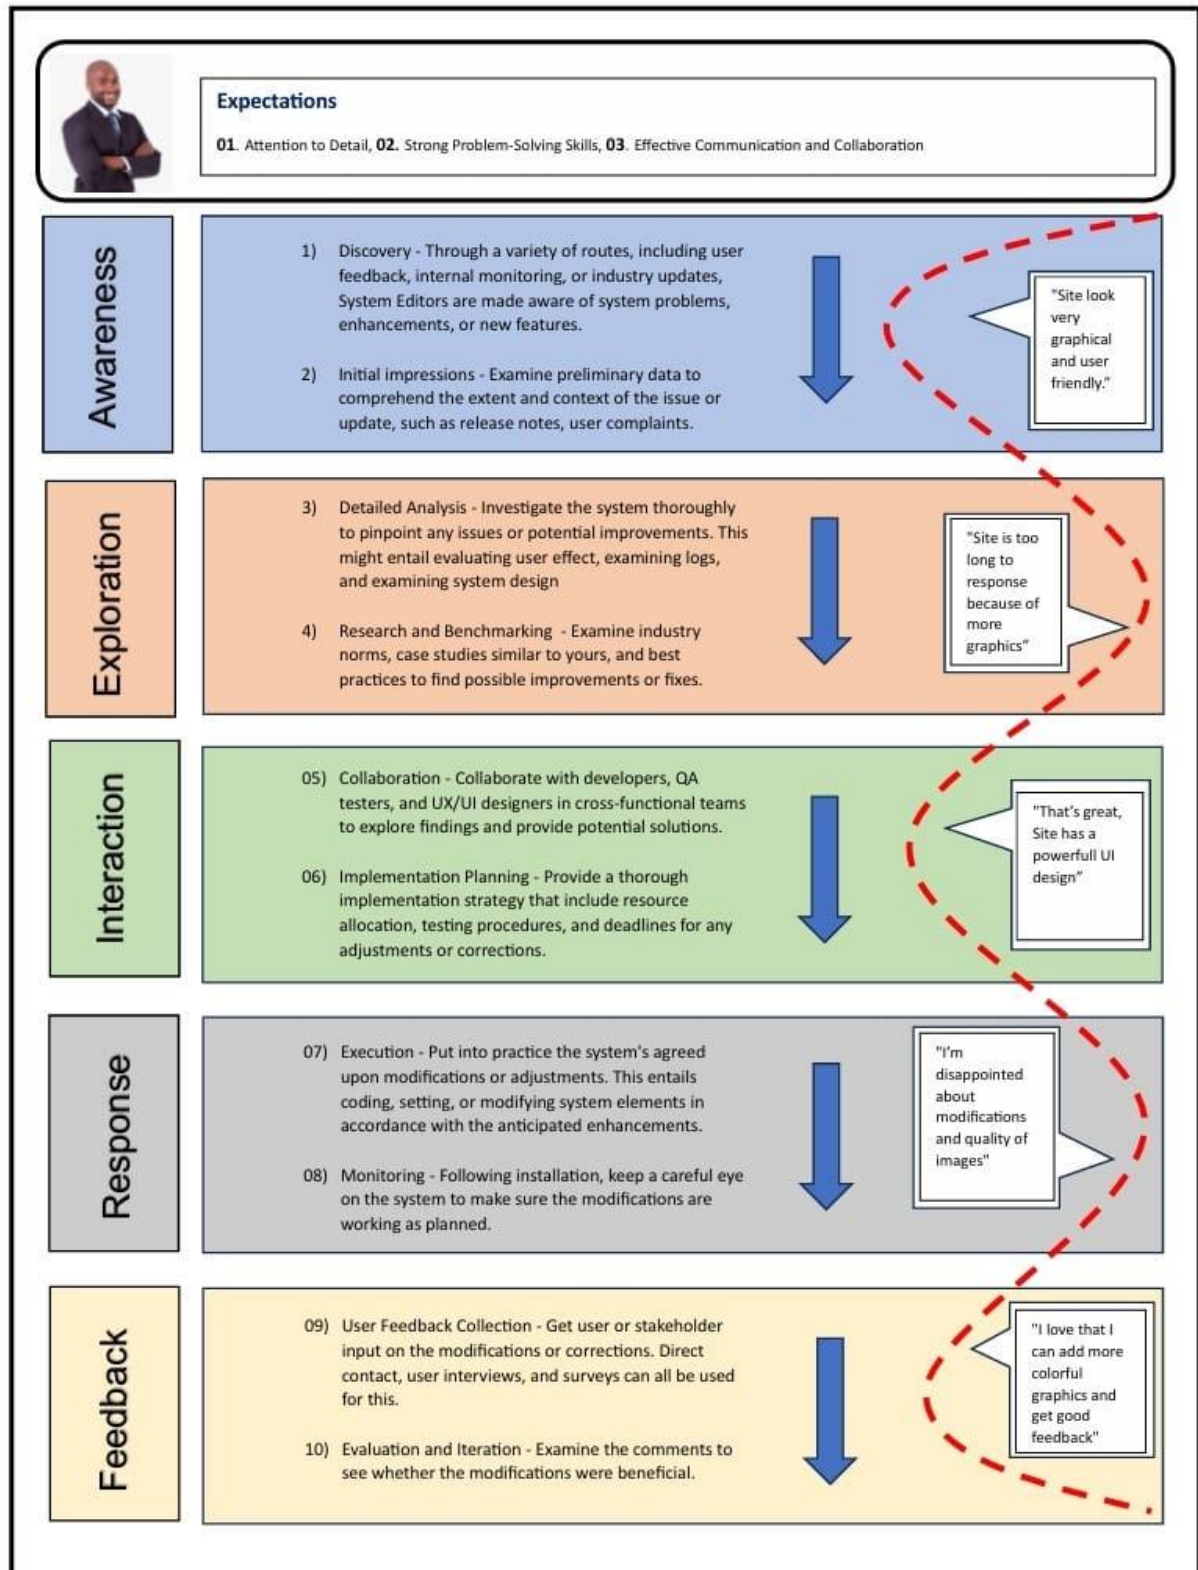 Expectations
01. Attention to Detail, 02. Strong Problem-Solving Skills, 03. Effective Communication and Collaboration
Awareness
1) Discovery - Through a variety of routes, including user
feedback, internal monitoring, or industry updates,
System Editors are made aware of system problems,
enhancements, or new features.
2) Initial impressions - Examine preliminary data to
comprehend the extent and context of the issue or
update, such as release notes, user complaints.
"Site look
very
graphical
and user
friendly."
Exploration
3) Detailed Analysis - Investigate the system thoroughly
to pinpoint any issues or potential improvements. This
might entail evaluating user effect, examining logs,
and examining system design
4) Research and Benchmarking - Examine industry
norms, case studies similar to yours, and best
practices to find possible improvements or fixes.
"Site is too
long to
response
because of
more
graphics"
Interaction
05) Collaboration - Collaborate with developers, QA
testers, and UX/UI designers in cross-functional teams
to explore findings and provide potential solutions.
06) Implementation Planning - Provide a thorough
implementation strategy that include resource
allocation, testing procedures, and deadlines for any
adjustments or corrections.
"That's great,
Site has a
powerfull UI
design"
Response
07) Execution - Put into practice the system's agreed
upon modifications or adjustments. This entails
coding, setting, or modifying system elements in
accordance with the anticipated enhancements.
08) Monitoring - Following installation, keep a careful eye
on the system to make sure the modifications are
working as planned.
"I'm
disappointed
about
modifications
and quality of
images"
Feedback
09) User Feedback Collection - Get user or stakeholder
input on the modifications or corrections. Direct
contact, user interviews, and surveys can all be used
for this.
10) Evaluation and Iteration - Examine the comments to
see whether the modifications were beneficial.
"I love that I
can add more
colorful
graphics and
get good
feedback"